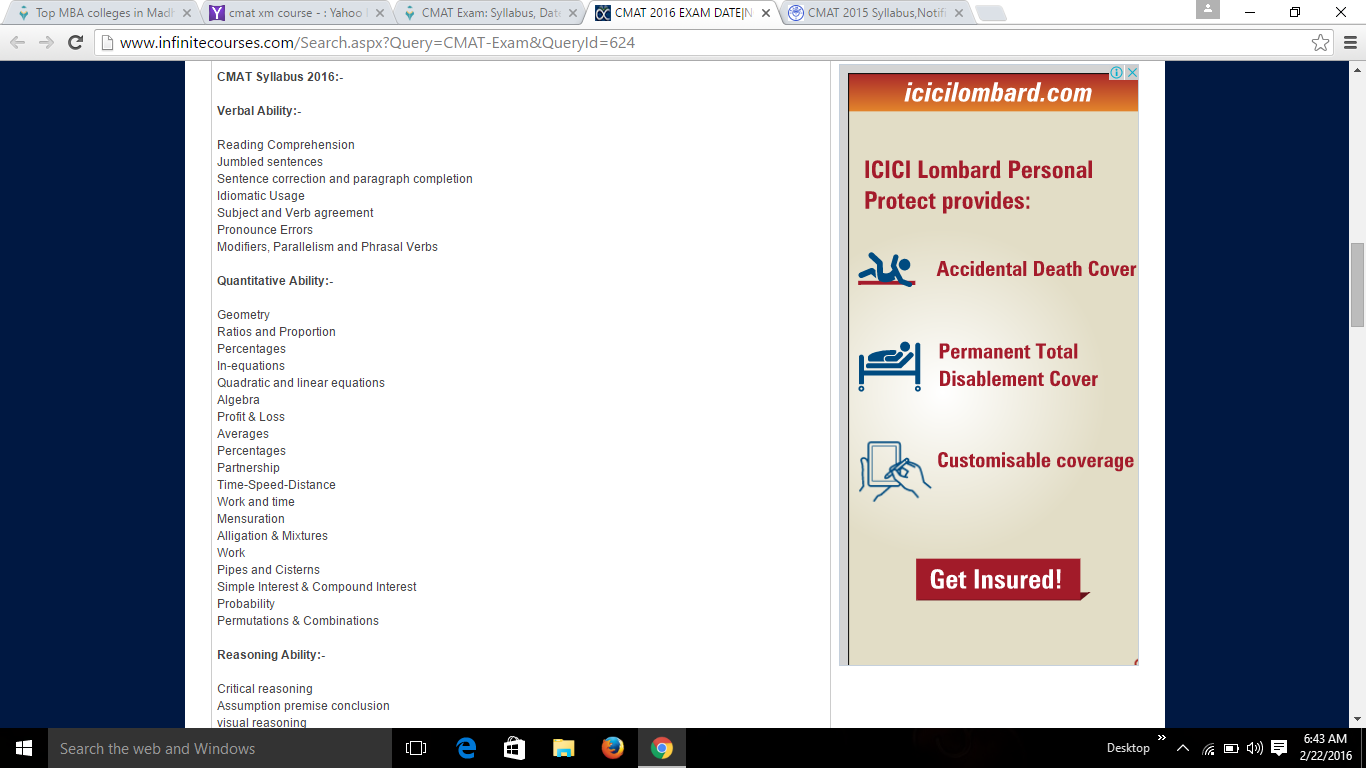 Top MBA colleges in Madh
cmat xm course - : Yahoo
CMAT Exam: Syllabus, Date
CMAT 2016 EXAM DATE|N
CMAT 2015 Syllabus,Notifi
www.infinitecourses.com/Search.aspx?Query=CMAT-Exam&QueryId=624
CMAT Syllabus 2016:-
Verbal Ability:-
Reading Comprehension
Jumbled sentences
Sentence correction and paragraph completion
Idiomatic Usage
Subject and Verb agreement
Pronounce Errors
Modifiers, Parallelism and Phrasal Verbs
Quantitative Ability:-
Geometry
Ratios and Proportion
Percentages
In-equations
Quadratic and linear equations
Algebra
Profit & Loss
Averages
Percentages
Partnership
Time-Speed-Distance
Work and time
Mensuration
Alligation & Mixtures
Work
Pipes and Cisterns
Simple Interest & Compound Interest
Probability
Permutations & Combinations
Reasoning Ability:-
Critical reasoning
Assumption premise conclusion
visual reasoning
icicilombard.com
ICICI Lombard Personal
Protect provides:
Accidental Death Cover
Permanent Total
Disablement Cover
Customisable coverage
Get Insured!
Search the web and Windows
Desktop
6:43 AM
2/22/2016